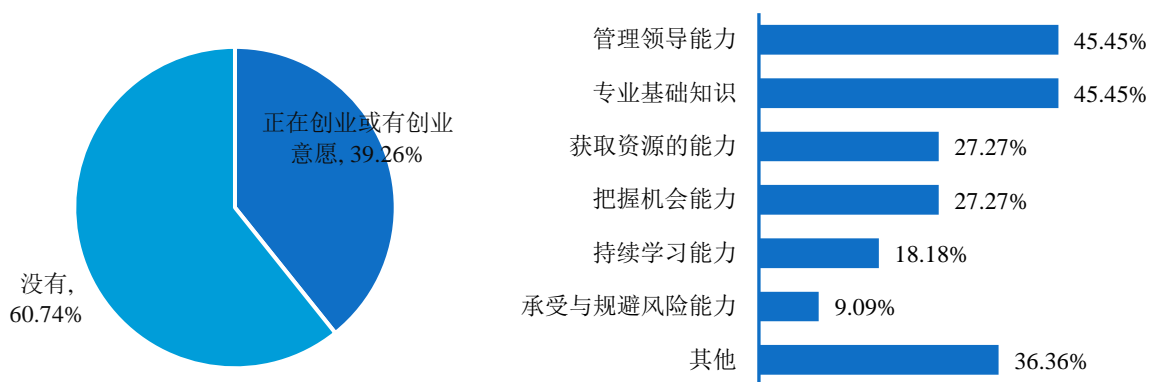 正在创业或有创业
意愿, 39.26%
没有,
60.74%
管理领导能力 45.45%
专业基础知识 45.45%
获取资源的能力 27.27%
把握机会能力 27.27%
持续学习能力 18.18%
承受与规避风险能力 9.09%
其他 36.36%